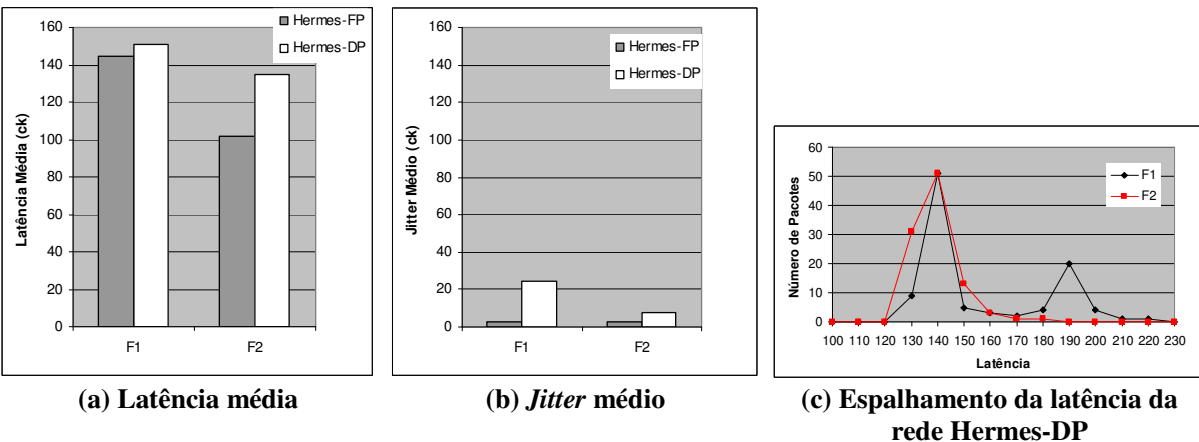 160
140
120
100
80
60
40
20
0
Latência Média (ck)
F1
F2
Hermes-FP
Hermes-DP
(a) Latência média
160
140
120
100
80
60
40
20
0
Jitter Médio (ck)
F1
F2
Hermes-FP
Hermes-DP
(b) Jitter médio
60
50
40
30
20
10
0
Número de Pacotes
F1
F2
100 110 120 130 140 150 160 170 180 190 200 210 220 230
Latência
(c) Espalhamento da latência da
rede Hermes-DP